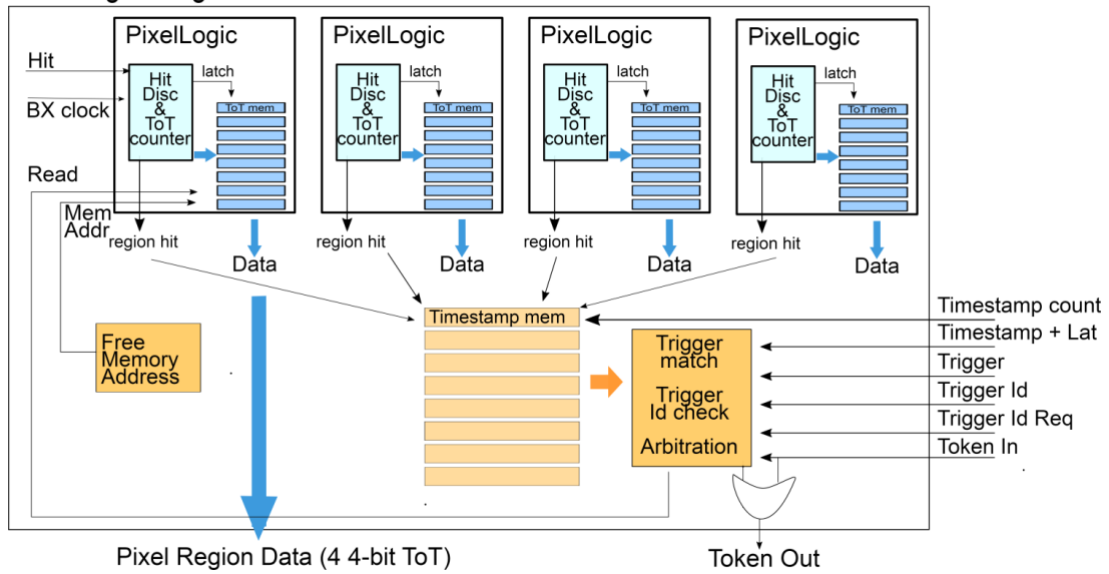 PixelLogic
PixelLogic
PixelLogic
PixelLogic
Hit
BX clock
Read
Mem
Addr
Hit
Disc
&
ToT
counter
latch
ToT mem
Hit
Disc
&
ToT
counter
latch
ToT mem
Hit
Disc
&
ToT
counter
latch
ToT mem
Hit
Disc
&
ToT
counter
latch
ToT mem
region hit
Data
region hit
Data
region hit
Data
region hit
Data
Timestamp mem
Free
Memory
Address
Trigger
match
Trigger
Id check
Arbitration
Timestamp count
Timestamp + Lat
Trigger
Trigger Id
Trigger Id Req
Token In
Pixel Region Data (4 4-bit ToT)
Token Out